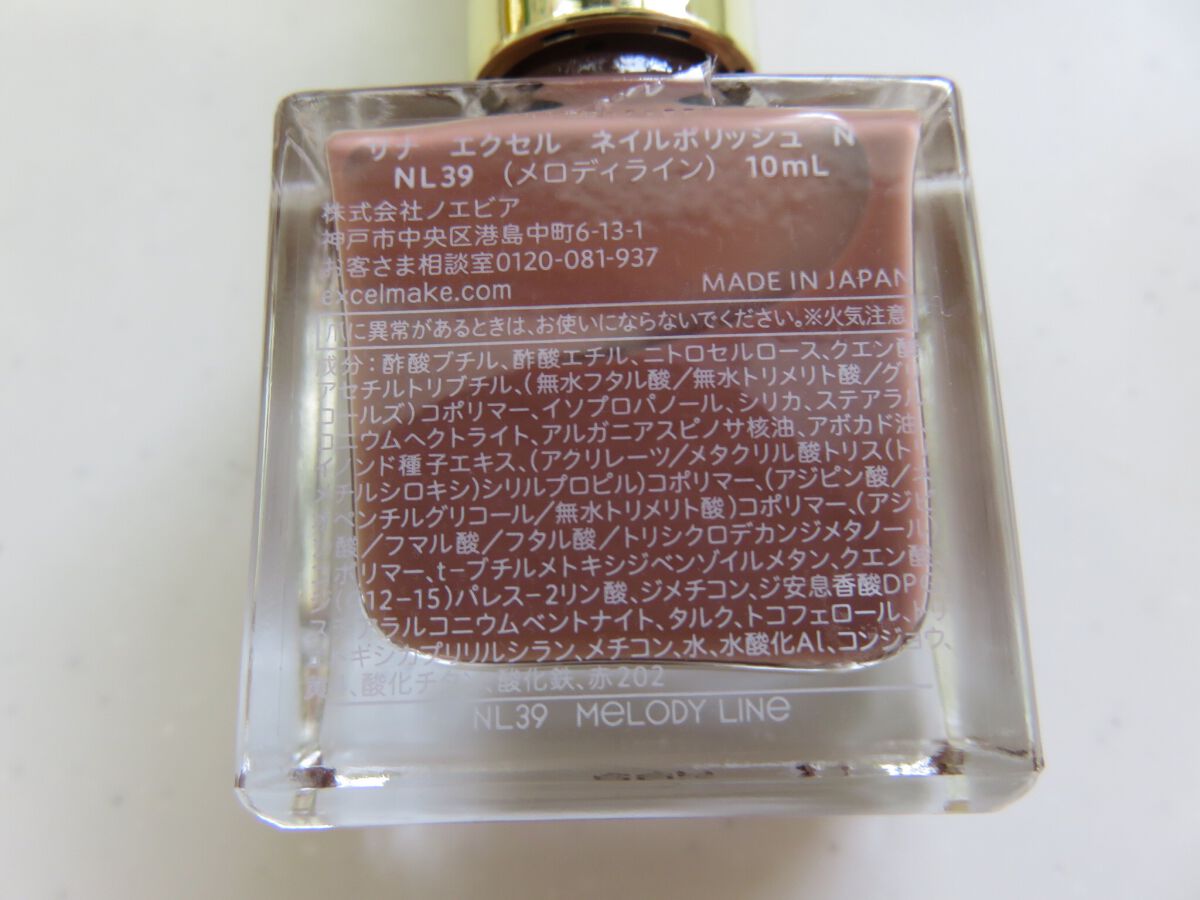 サナ エクセル ネイルポリッシュ N
NL39 (メロディライン) 10mL
株式会社ノエビア
神戸市中央区港島中町6-13-1
お客さま相談室0120-081-937
excelmake.com MADE IN JAPAN
爪に異常があるときは、お使いにならないでください。※火気注意
成分:酢酸ブチル、酢酸エチル、ニトロセルロース、クエン酸
アセチルトリブチル、(無水フタル酸/無水トリメリト酸/グリ
コールズ)コポリマー、イソプロパノール、シリカ、ステアラル
コニウムヘクトライト、アルガニアスピノサ核油、アボカド油、
種子エキス、(アクリレーツ/メタクリル酸トリス(ト
メチルシロキシ)シリルプロピル)コポリマー、(アジピン酸/ネ
ペンチルグリコール/無水トリメリト酸)コポリマー、(アジピ
酸/フマル酸/フタル酸/トリシクロデカンジメタノール)
コポリマー、t-ブチルメトキシジベンゾイルメタン、クエン酸、
ジ(C12-15)パレス-2リン酸、ジメチコン、ジ安息香酸DPG、
ステアラルコニウムベントナイト、タルク、トコフェロール、トリ
エトキシカプリリルシラン、メチコン、水、水酸化Al、コンジョウ、
酸化チタン、酸化鉄、赤202
NL39 MELODY LINE